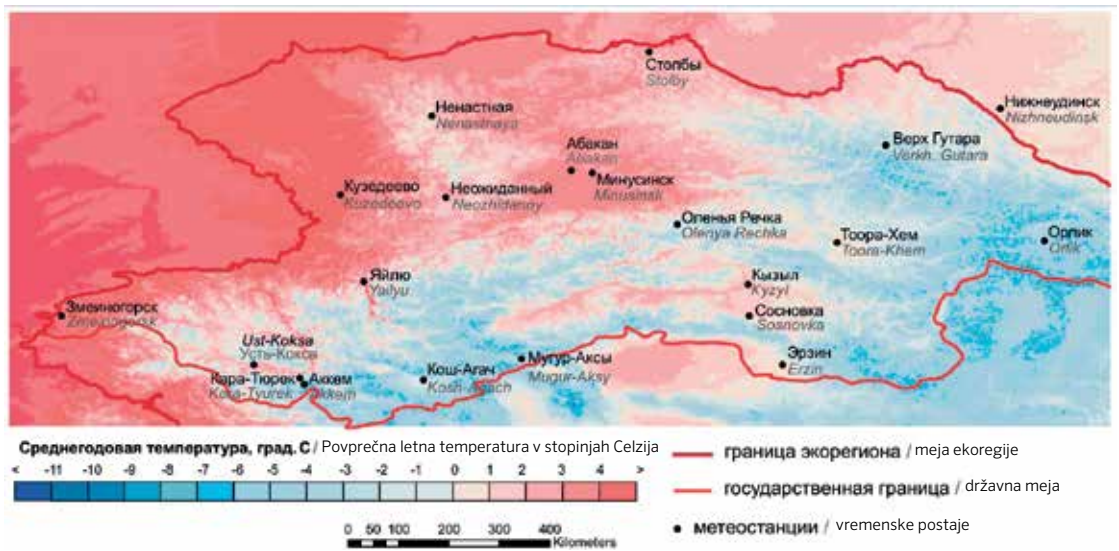 Столбы
Stolby
Ненастная
Nenastnaya
Нижнеудинск
Nizhneudinsk
Верх Гутара
Verkh. Gutara
Абакан
Abakan
Минусинск
Minusinsk
Кузедеево
Kuzedeevo
Неожиданный
Neozhidanny
Оленья Речка
Olenya Rechka
Тоора-Хем
Toora-Khem
Орлик
Orlik
Яйлю
Yailyu
Кызыл
Kyzyl
Змеиногорск
Zmeinogorsk
Сосновка
Sosnovka
Ust-Koksa
Усть-Кокса
Эрзин
Erzin
Мугур-Аксы
Mugur-Aksy
Кош-Агач
Kosh-Agach
Кара-Тюрек
Kara-Tyurek
Аккем
Akkem
Среднегодовая температура, град. С / Povprečna letna temperatura v stopinjah Celzija
< -11 -10 -9 -8 -7 -6 -5 -4 -3 -2 -1 0 1 2 3 4 >
0 50 100 200 300 400
Kilometers
граница экорегиона / meja ekoregije
государственная граница / državna meja
метеостанции / vremenske postaje